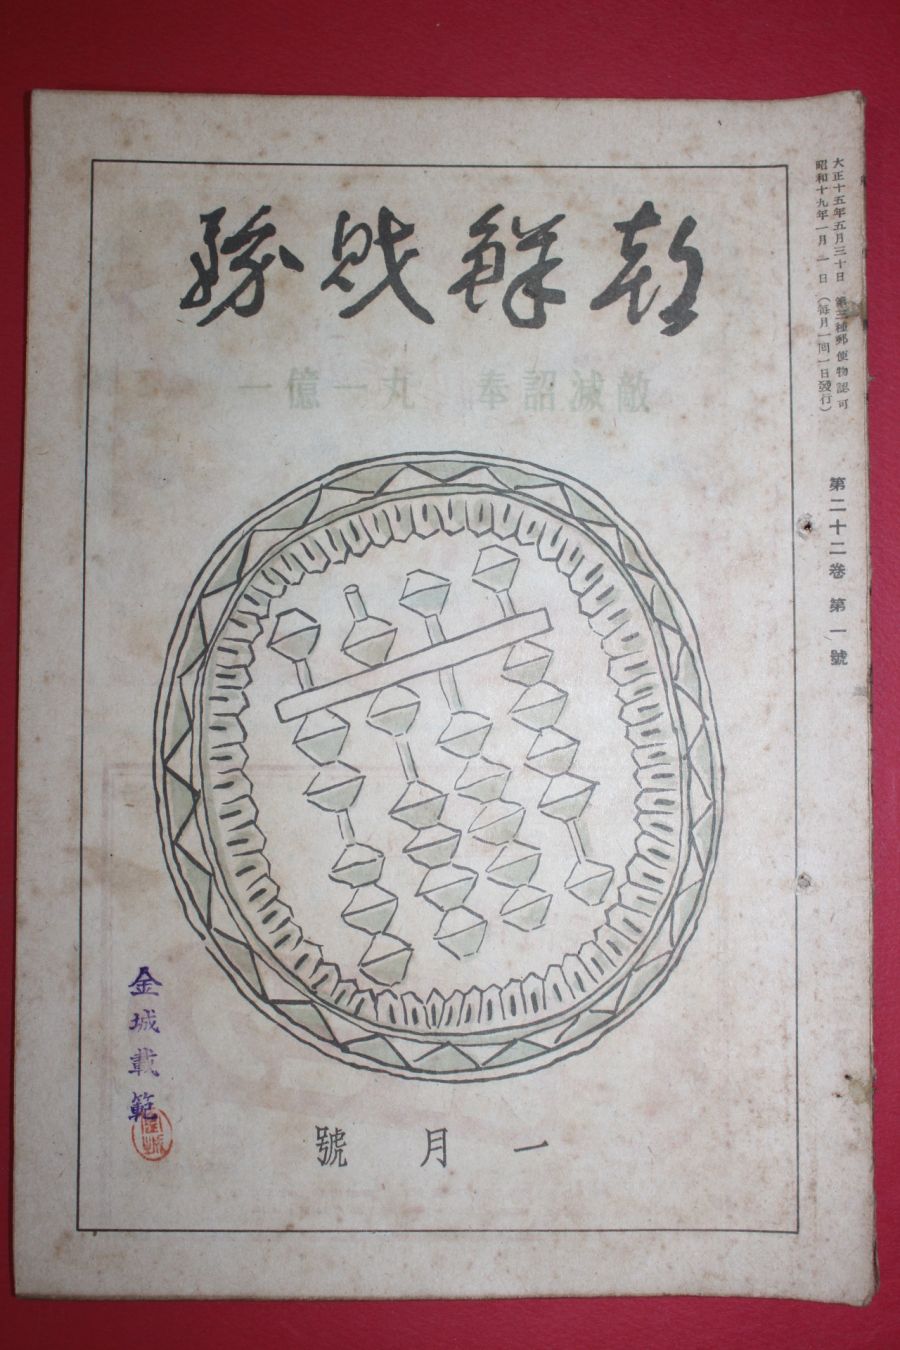 朝鮮財務
一億一丸 奉詔滅敵
一月號
大正十五年五月三十日 第三種郵便物認可
昭和十九年一月一日（每月一回一日發行）
第二十二卷 第一號
金城載範